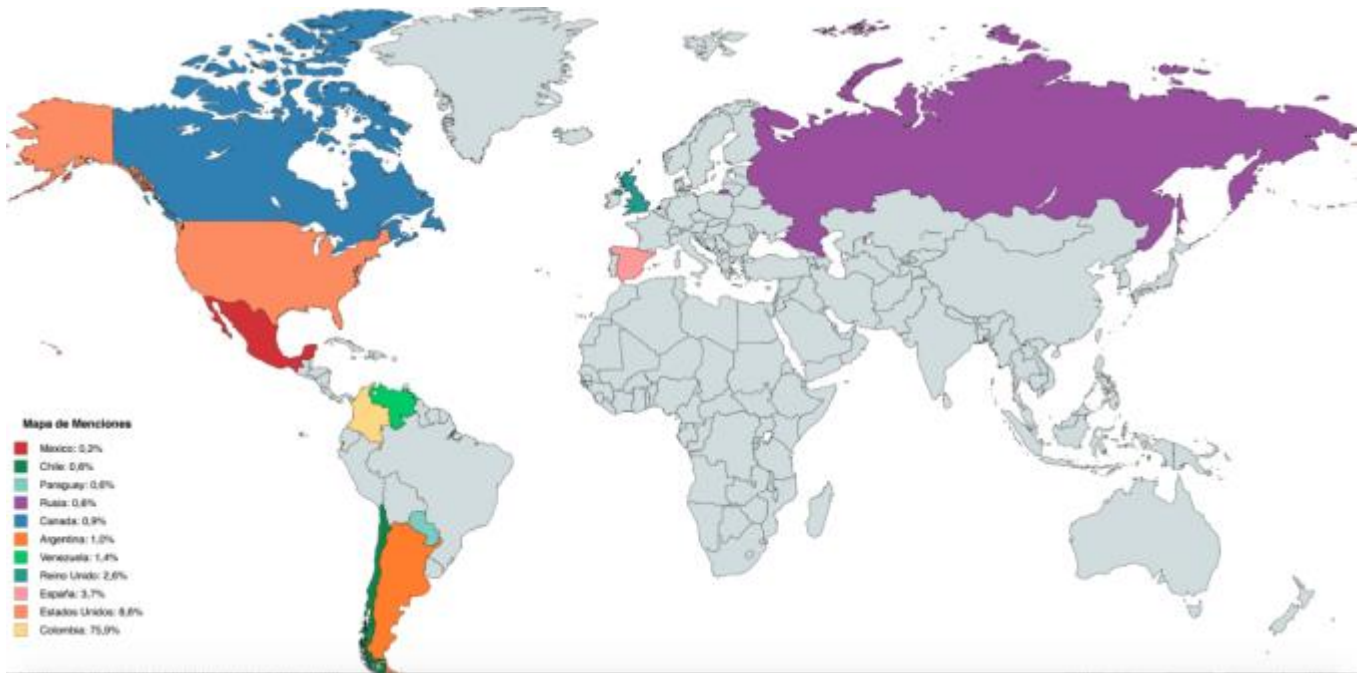 Mapa de Menciones
Mexico: 0,3%
Chile: 0,6%
Paraguay: 0,6%
Rusia: 0,6%
Canada: 0,9%
Argentina: 1,0%
Venezuela: 1,4%
Reino Unido: 2,6%
España: 3,7%
Estados Unidos: 8,6%
Colombia: 75,9%